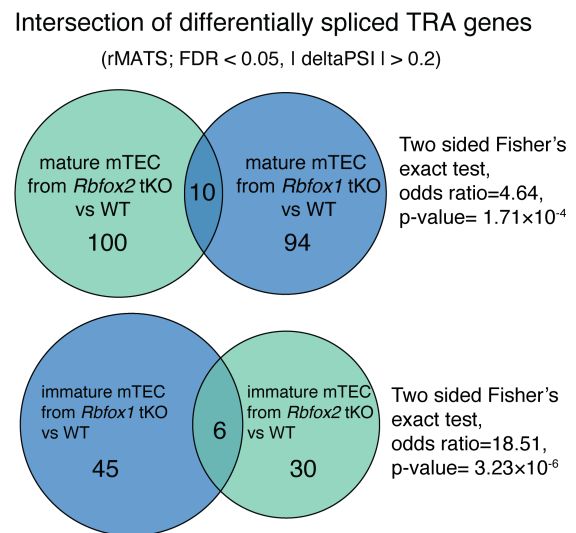 Intersection of differentially spliced TRA genes
(rMATS; FDR < 0.05, | deltaPSI | > 0.2)
mature mTEC
from Rbfox2 tKO
vs WT
100
10
mature mTEC
from Rbfox1 tKO
vs WT
94
Two sided Fisher's
exact test,
odds ratio=4.64,
p-value= 1.71×10⁻⁴
immature mTEC
from Rbfox1 tKO
vs WT
45
6
immature mTEC
from Rbfox2 tKO
vs WT
30
Two sided Fisher's
exact test,
odds ratio=18.51,
p-value= 3.23×10⁻⁶